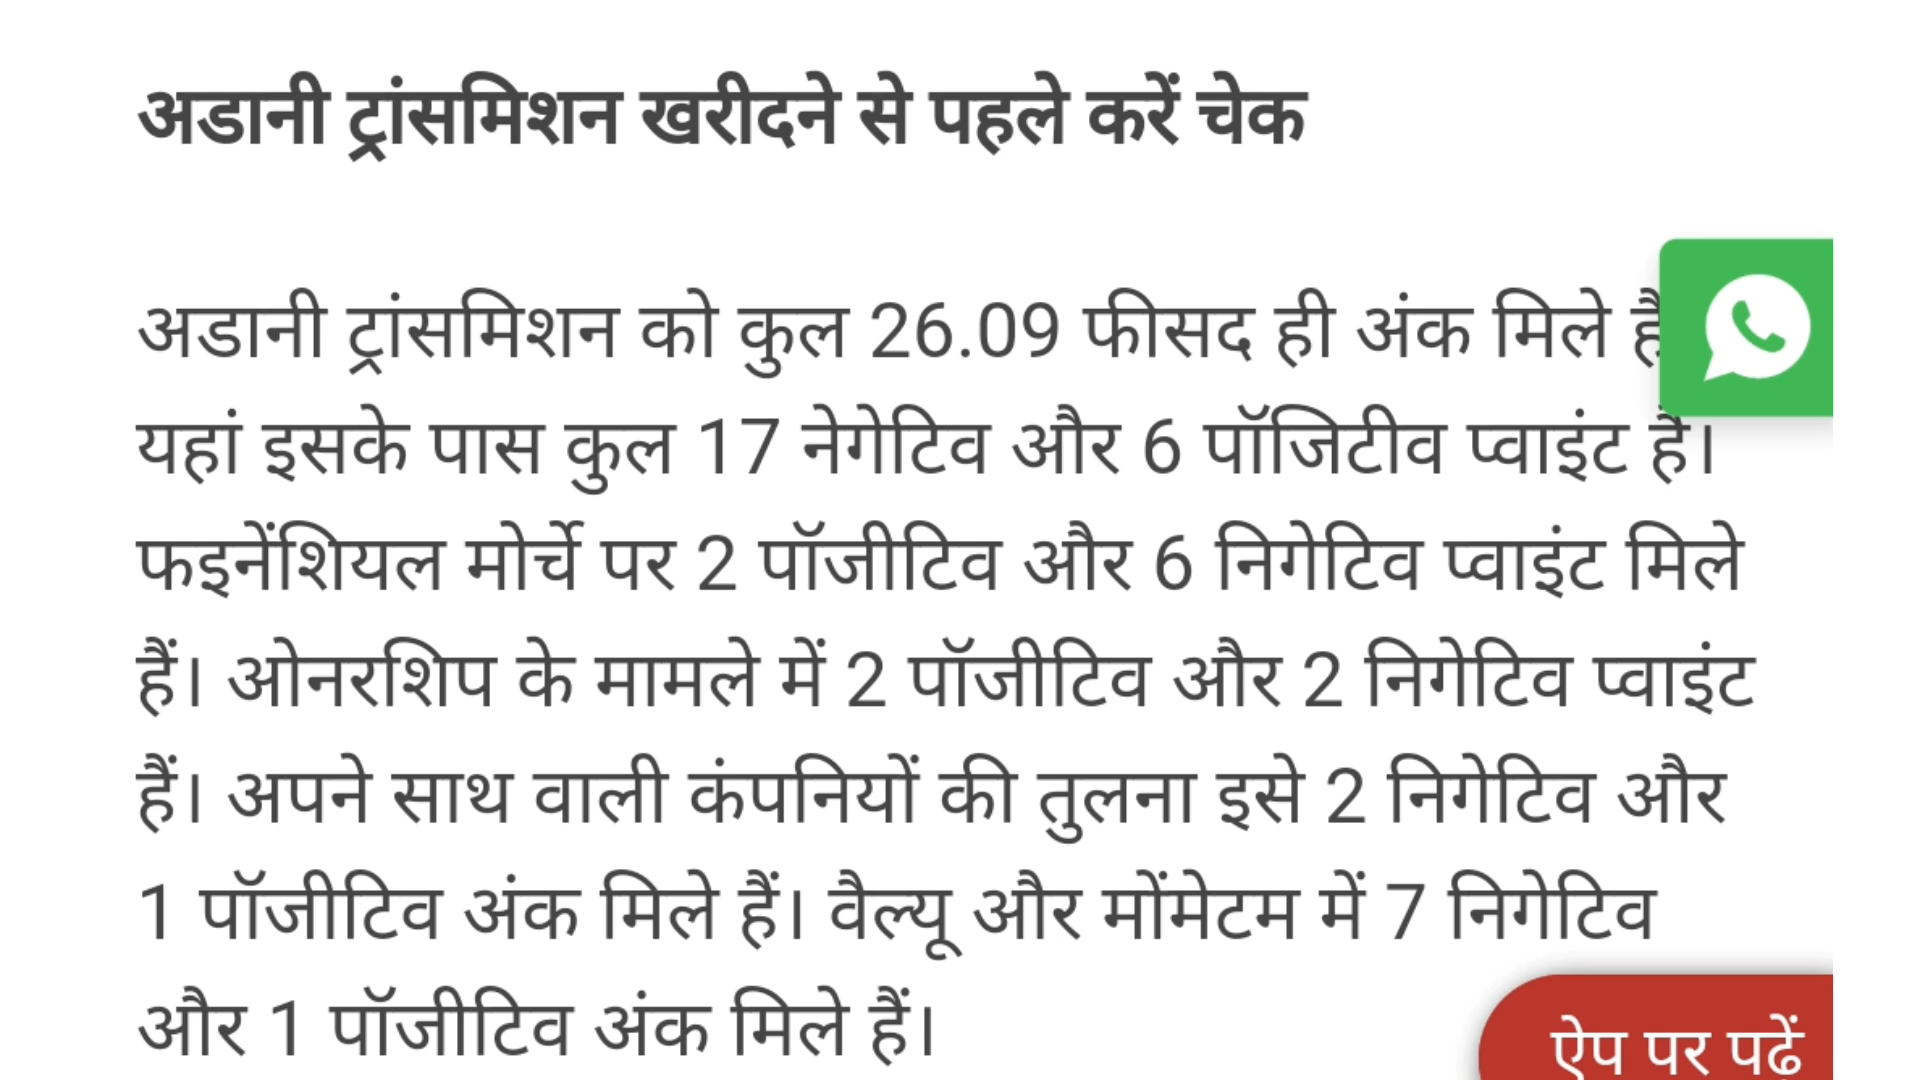 अडानी ट्रांसमिशन खरीदने से पहले करें चेक
अडानी ट्रांसमिशन को कुल 26.09 फीसद ही अंक मिले
यहां इसके पास कुल 17 नेगेटिव और 6 पॉजिटीव प्वाइंट हैं।
फइनेंशियल मोर्चे पर 2 पॉजीटिव और 6 निगेटिव प्वाइंट मिले
हैं। ओनरशिप के मामले में 2 पॉजीटिव और 2 निगेटिव प्वाइंट
हैं। अपने साथ वाली कंपनियों की तुलना इसे 2 निगेटिव और
1 पॉजीटिव अंक मिले हैं। वैल्यू और मोंमेटम में 7 निगेटिव
और 1 पॉजीटिव अंक मिले हैं।
ऐप पर पढ़ें